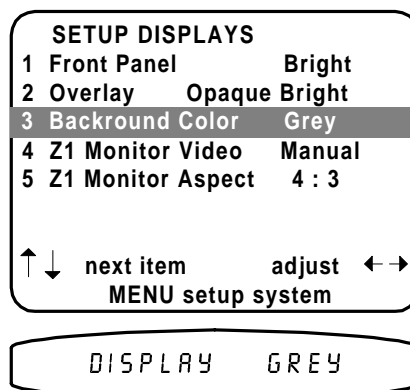 SETUP DISPLAYS
1 Front Panel Bright
2 Overlay Opaque Bright
3 Backround Color Grey
4 Z1 Monitor Video Manual
5 Z1 Monitor Aspect 4 : 3
↑↓ next item adjust ←→
MENU setup system
DISPLAY GREY